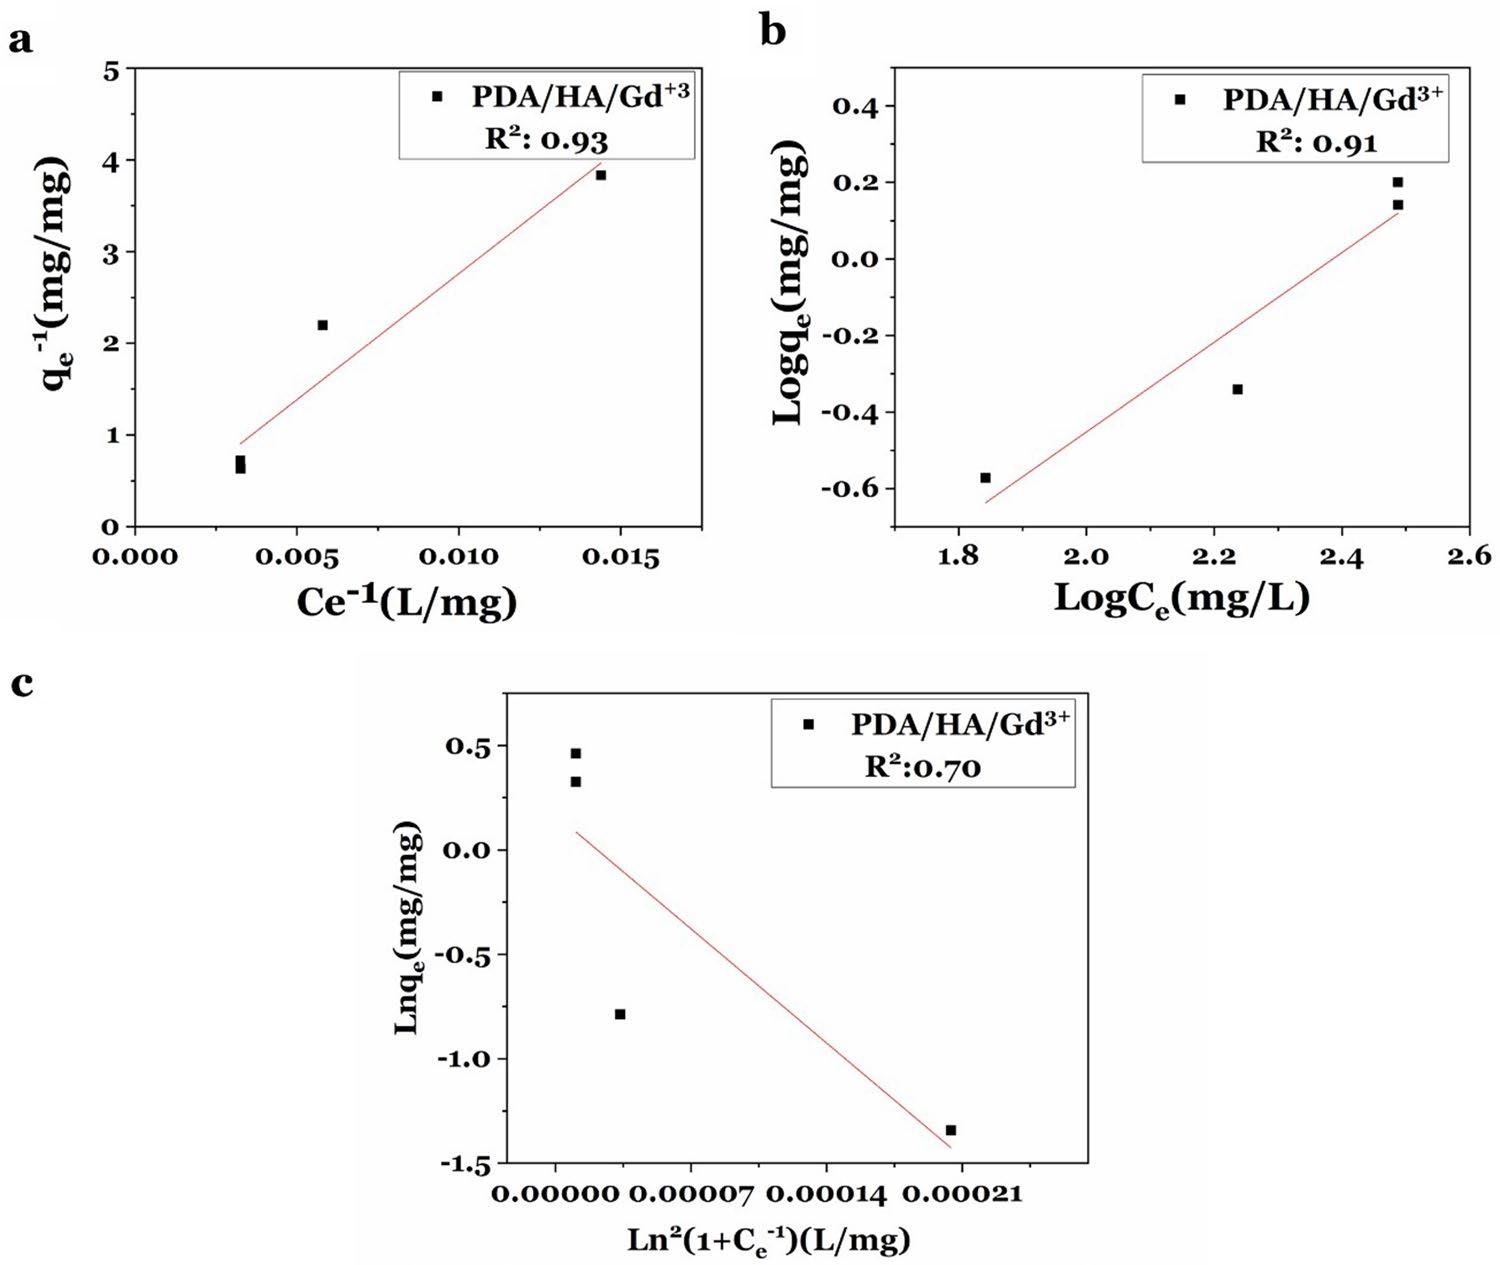 a
5
4
3
2
1
0
qe⁻¹(mg/mg)
PDA/HA/Gd⁺³
R²: 0.93
0.000 0.005 0.010 0.015
Ce⁻¹(L/mg)
b
0.4
0.2
0.0
-0.2
-0.4
-0.6
Logqe(mg/mg)
PDA/HA/Gd³⁺
R²: 0.91
1.8 2.0 2.2 2.4 2.6
LogCe(mg/L)
c
0.5
0.0
-0.5
-1.0
-1.5
Lnqe(mg/mg)
PDA/HA/Gd³⁺
R²:0.70
0.00000 0.00007 0.00014 0.00021
Ln²(1+Ce⁻¹)(L/mg)